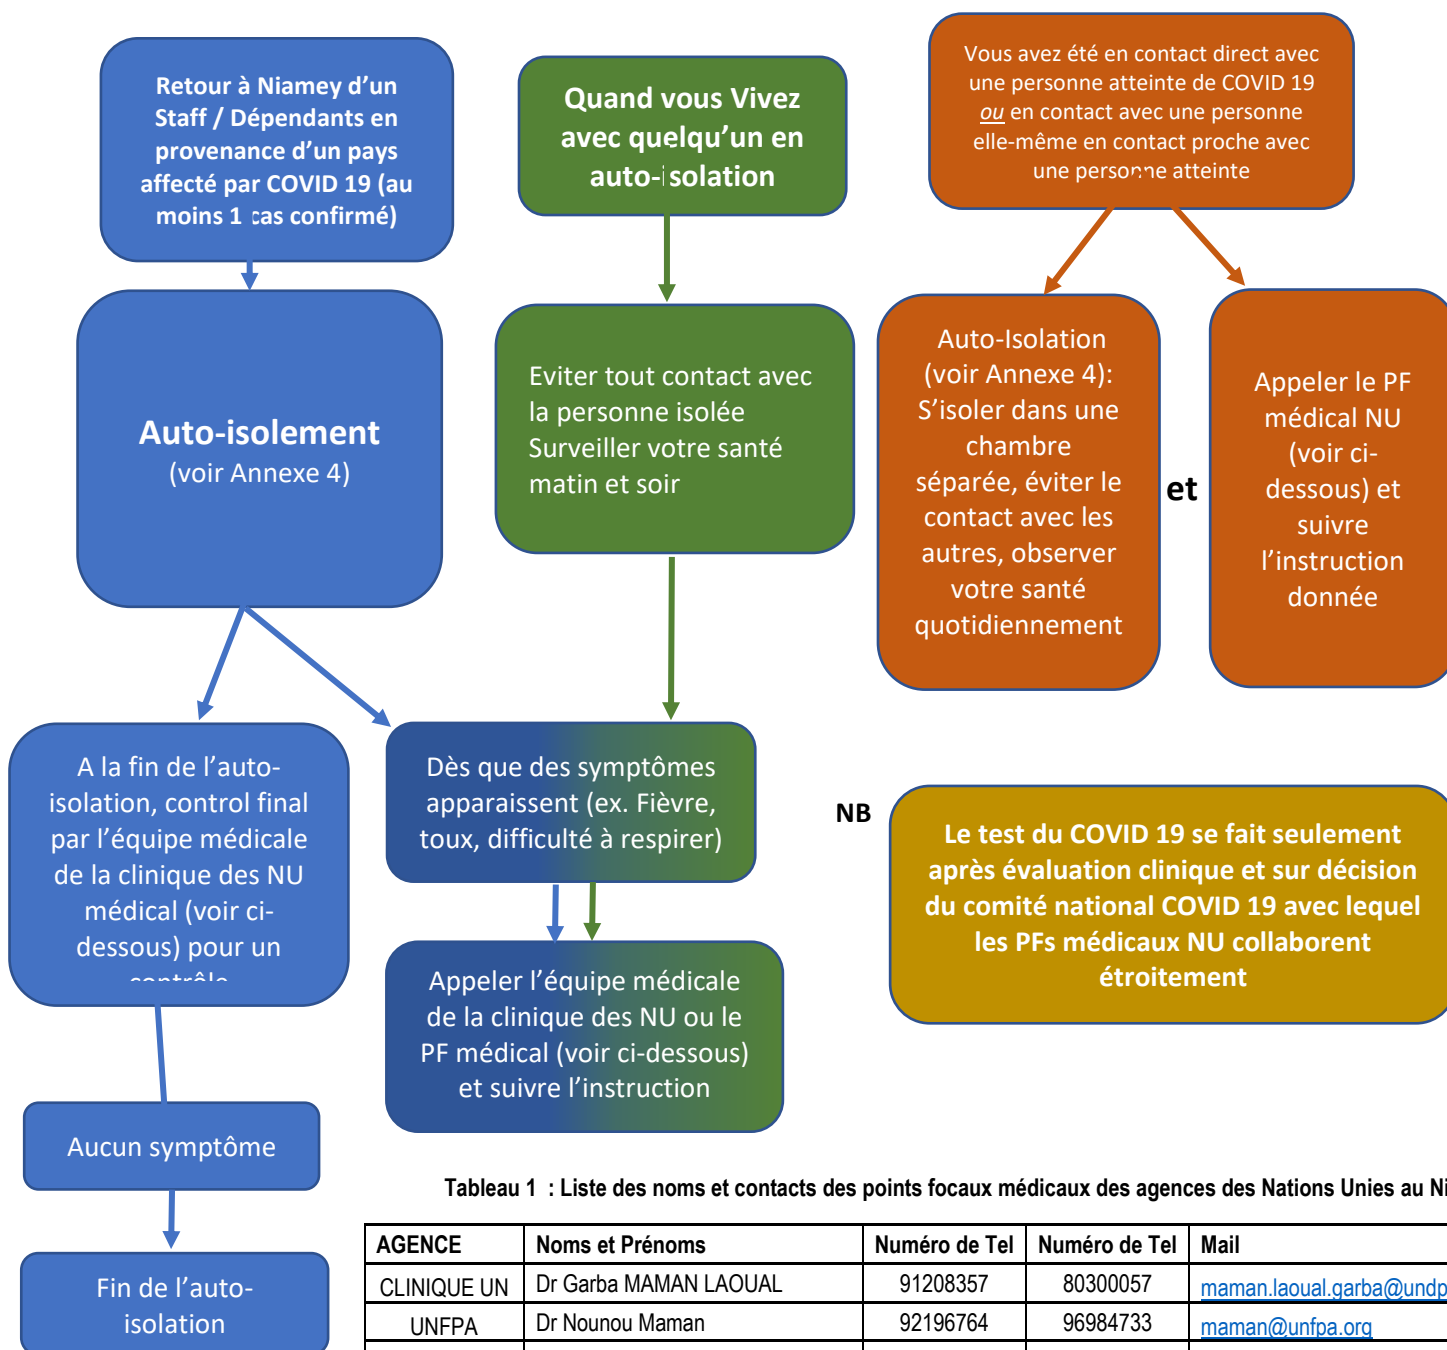 Retour à Niamey d’un
Staff / Dépendants en
provenance d’un pays
affecté par COVID 19 (au
moins 1 cas confirmé)
Quand vous Vivez
avec quelqu’un en
auto-isolation
Vous avez été en contact direct avec
une personne atteinte de COVID 19
ou en contact avec une personne
elle-même en contact proche avec
une personne atteinte
Auto-isolement
(voir Annexe 4)
Eviter tout contact avec
la personne isolée
Surveiller votre santé
matin et soir
Auto-Isolation
(voir Annexe 4):
S’isoler dans une
chambre
séparée, éviter le
contact avec les
autres, observer
votre santé
quotidiennement
et
Appeler le PF
médical NU
(voir ci-
dessous) et
suivre
l’instruction
donnée
A la fin de l’auto-
isolation, control final
par l’équipe médicale
de la clinique des NU
médical (voir ci-
dessous) pour un
contrôle
Dès que des symptômes
apparaissent (ex. Fièvre,
toux, difficulté à respirer)
NB
Le test du COVID 19 se fait seulement
après évaluation clinique et sur décision
du comité national COVID 19 avec lequel
les PFs médicaux NU collaborent
étroitement
Appeler l’équipe médicale
de la clinique des NU ou le
PF médical (voir ci-dessous)
et suivre l’instruction
Aucun symptôme
Fin de l’auto-
isolation
Tableau 1 : Liste des noms et contacts des points focaux médicaux des agences des Nations Unies au Ni
AGENCE Noms et Prénoms Numéro de Tel Numéro de Tel Mail
CLINIQUE UN Dr Garba MAMAN LAOUAL 91208357 80300057 maman.laoual.garba@undp
UNFPA Dr Nounou Maman 92196764 96984733 maman@unfpa.org